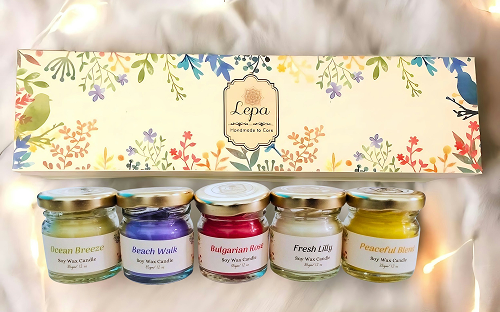 Lepa
Handmade to Care
Ocean Breeze
Soy Wax Candle
Beach Walk
Soy Wax Candle
Bulgarian Rose
Soy Wax Candle
Fresh Lilly
Soy Wax Candle
Peaceful Blend
Soy Wax Candle